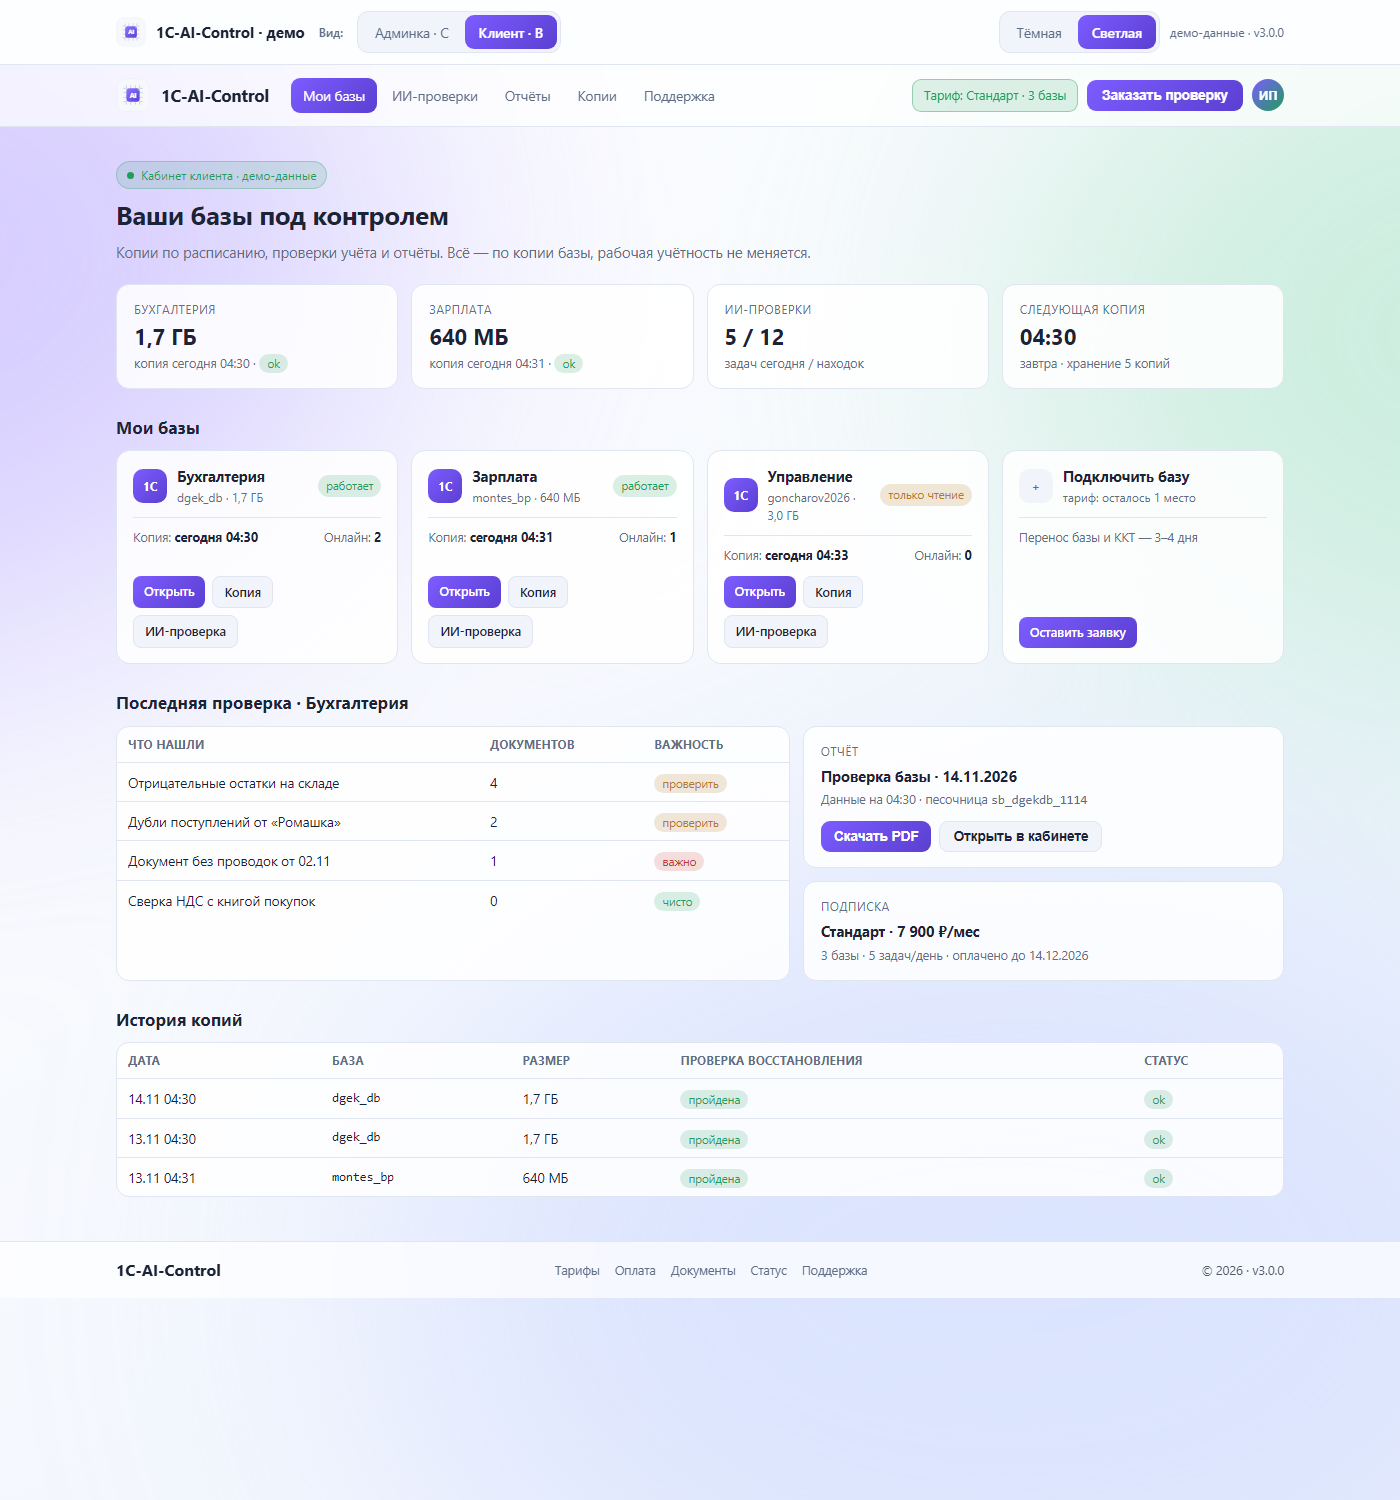 AI 1C-AI-Control · демо Вид: Админка · C Клиент · B Тёмная Светлая демо-данные · v3.0.0
AI 1C-AI-Control Мои базы ИИ-проверки Отчёты Копии Поддержка Тариф: Стандарт · 3 базы Заказать проверку ИП
Кабинет клиента · демо-данные
Ваши базы под контролем
Копии по расписанию, проверки учёта и отчёты. Всё — по копии базы, рабочая учётность не меняется.
БУХГАЛТЕРИЯ
1,7 ГБ
копия сегодня 04:30 · ok
ЗАРПЛАТА
640 МБ
копия сегодня 04:31 · ok
ИИ-ПРОВЕРКИ
5 / 12
задач сегодня / находок
СЛЕДУЮЩАЯ КОПИЯ
04:30
завтра · хранение 5 копий
Мои базы
1С Бухгалтерия работает
dgek_db · 1,7 ГБ
Копия: сегодня 04:30 Онлайн: 2
Открыть Копия
ИИ-проверка
1С Зарплата работает
montes_bp · 640 МБ
Копия: сегодня 04:31 Онлайн: 1
Открыть Копия
ИИ-проверка
1С Управление только чтение
goncharov2026 ·
3,0 ГБ
Копия: сегодня 04:33 Онлайн: 0
Открыть Копия
ИИ-проверка
+ Подключить базу
тариф: осталось 1 место
Перенос базы и ККТ — 3–4 дня
Оставить заявку
Последняя проверка · Бухгалтерия
ЧТО НАШЛИ ДОКУМЕНТОВ ВАЖНОСТЬ
Отрицательные остатки на складе 4 проверить
Дубли поступлений от «Ромашка» 2 проверить
Документ без проводок от 02.11 1 важно
Сверка НДС с книгой покупок 0 чисто
ОТЧЁТ
Проверка базы · 14.11.2026
Данные на 04:30 · песочница sb_dgekdb_1114
Скачать PDF Открыть в кабинете
ПОДПИСКА
Стандарт · 7 900 ₽/мес
3 базы · 5 задач/день · оплачено до 14.12.2026
История копий
ДАТА БАЗА РАЗМЕР ПРОВЕРКА ВОССТАНОВЛЕНИЯ СТАТУС
14.11 04:30 dgek_db 1,7 ГБ пройдена ok
13.11 04:30 dgek_db 1,7 ГБ пройдена ok
13.11 04:31 montes_bp 640 МБ пройдена ok
1C-AI-Control Тарифы Оплата Документы Статус Поддержка © 2026 · v3.0.0